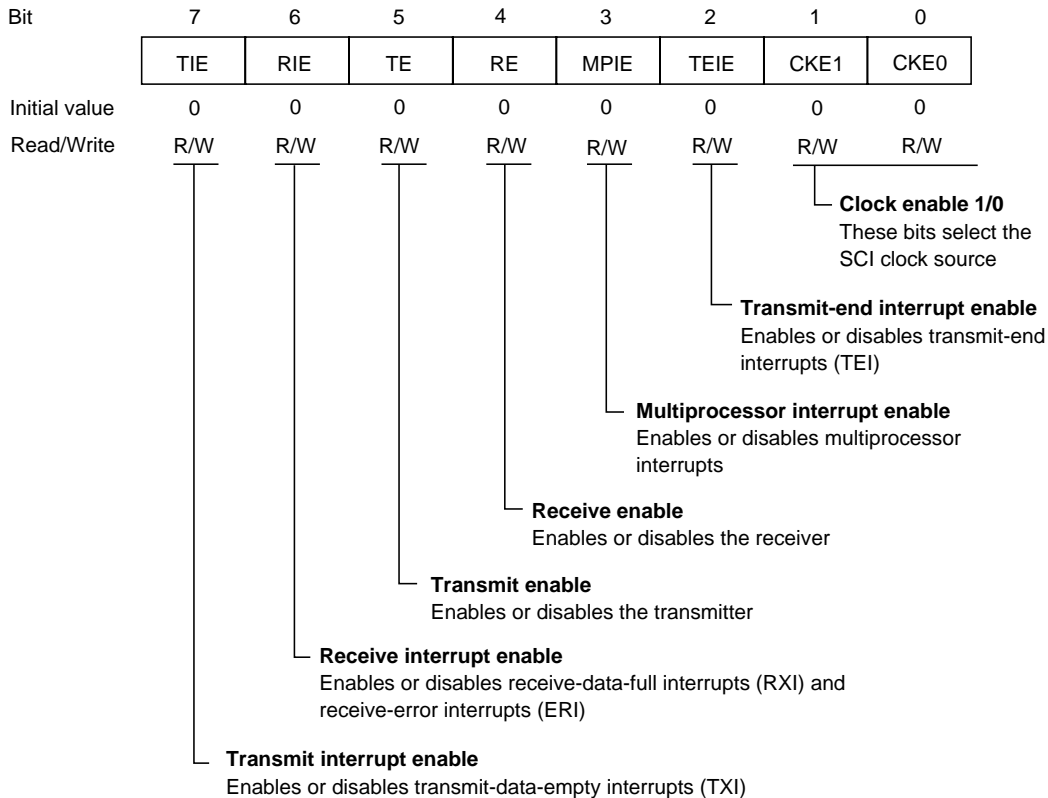 Bit 7 6 5 4 3 2 1 0
TIE RIE TE RE MPIE TEIE CKE1 CKE0
Initial value 0 0 0 0 0 0 0 0
Read/Write R/W R/W R/W R/W R/W R/W R/W R/W
Clock enable 1/0
These bits select the
SCI clock source
Transmit-end interrupt enable
Enables or disables transmit-end
interrupts (TEI)
Multiprocessor interrupt enable
Enables or disables multiprocessor
interrupts
Receive enable
Enables or disables the receiver
Transmit enable
Enables or disables the transmitter
Receive interrupt enable
Enables or disables receive-data-full interrupts (RXI) and
receive-error interrupts (ERI)
Transmit interrupt enable
Enables or disables transmit-data-empty interrupts (TXI)